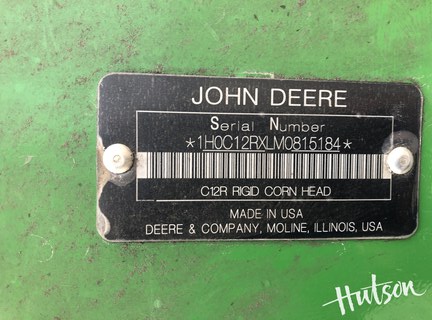 JOHN DEERE
Serial Number
*1H0C12RXLM0815184*
C12R RIGID CORN HEAD
MADE IN USA
DEERE & COMPANY, MOLINE, ILLINOIS, USA
Hutson